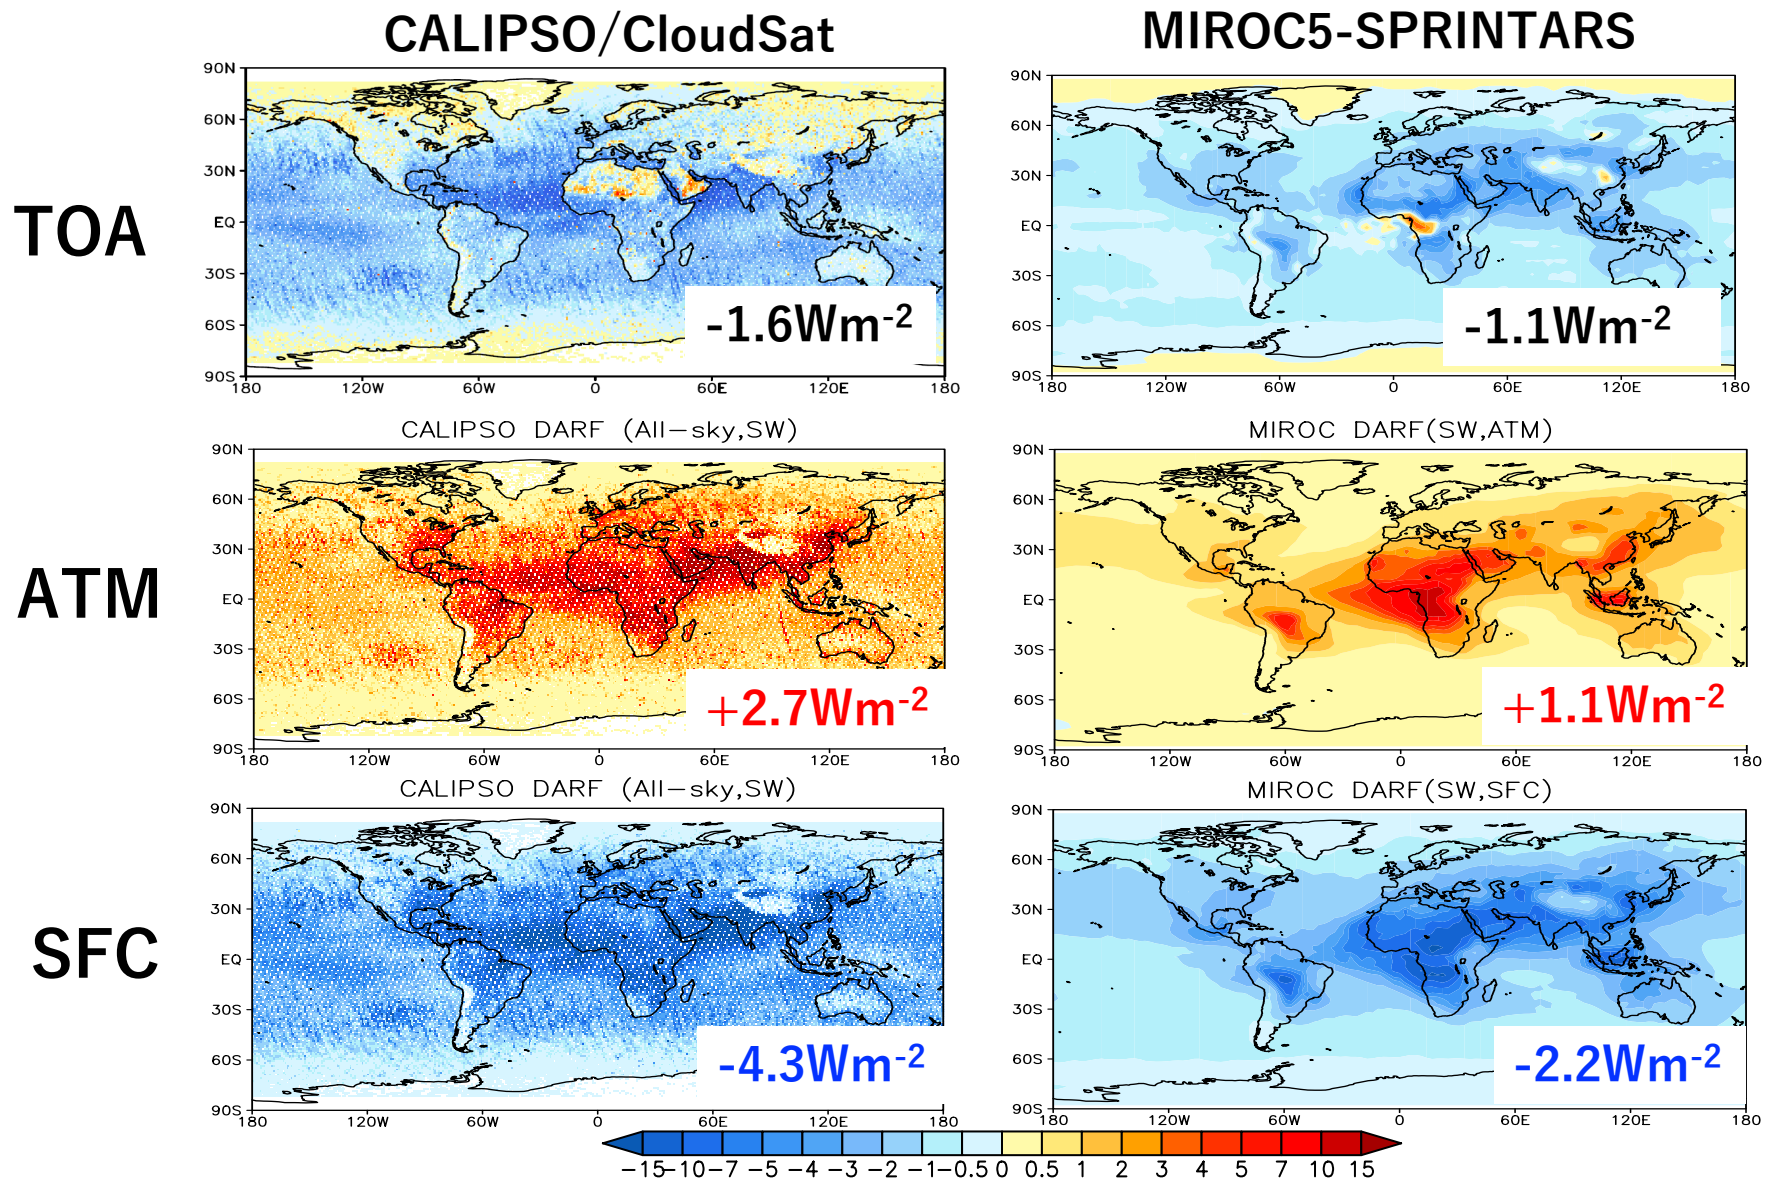 CALIPSO/CloudSat
MIROC5-SPRINTARS
TOA
90N
60N
30N
EQ
30S
60S
90S
180 120W 60W 0 60E 120E 180
-1.6Wm-2
90N
60N
30N
EQ
30S
60S
90S
180 120W 60W 0 60E 120E 180
-1.1Wm-2
ATM
CALIPSO DARF (All-sky,SW)
90N
60N
30N
EQ
30S
60S
90S
180 120W 60W 0 60E 120E 180
+2.7Wm-2
MIROC DARF(SW,ATM)
90N
60N
30N
EQ
30S
60S
90S
180 120W 60W 0 60E 120E 180
+1.1Wm-2
SFC
CALIPSO DARF (All-sky,SW)
90N
60N
30N
EQ
30S
60S
90S
180 120W 60W 0 60E 120E 180
-4.3Wm-2
MIROC DARF(SW,SFC)
90N
60N
30N
EQ
30S
60S
90S
180 120W 60W 0 60E 120E 180
-2.2Wm-2
-15 -10 -7 -5 -4 -3 -2 -1 -0.5 0 0.5 1 2 3 4 5 7 10 15